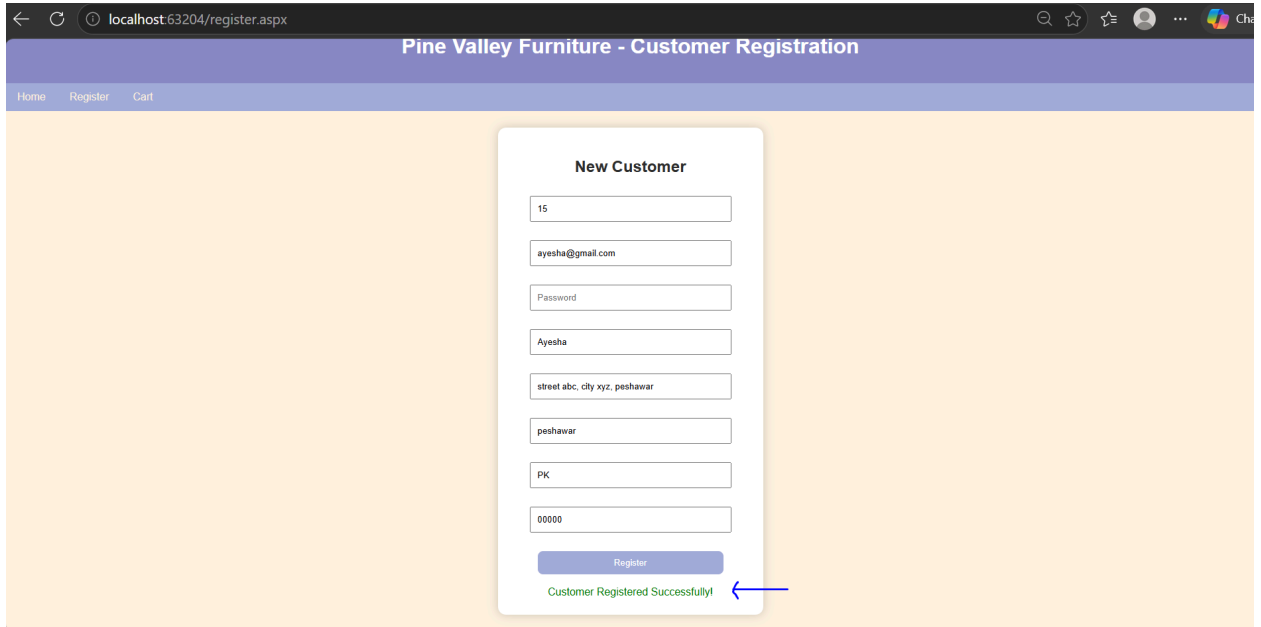 localhost:63204/register.aspx
Cha
Pine Valley Furniture - Customer Registration
Home Register Cart
New Customer
15
ayesha@gmail.com
Password
Ayesha
street abc, city xyz, peshawar
peshawar
PK
00000
Register
Customer Registered Successfully!